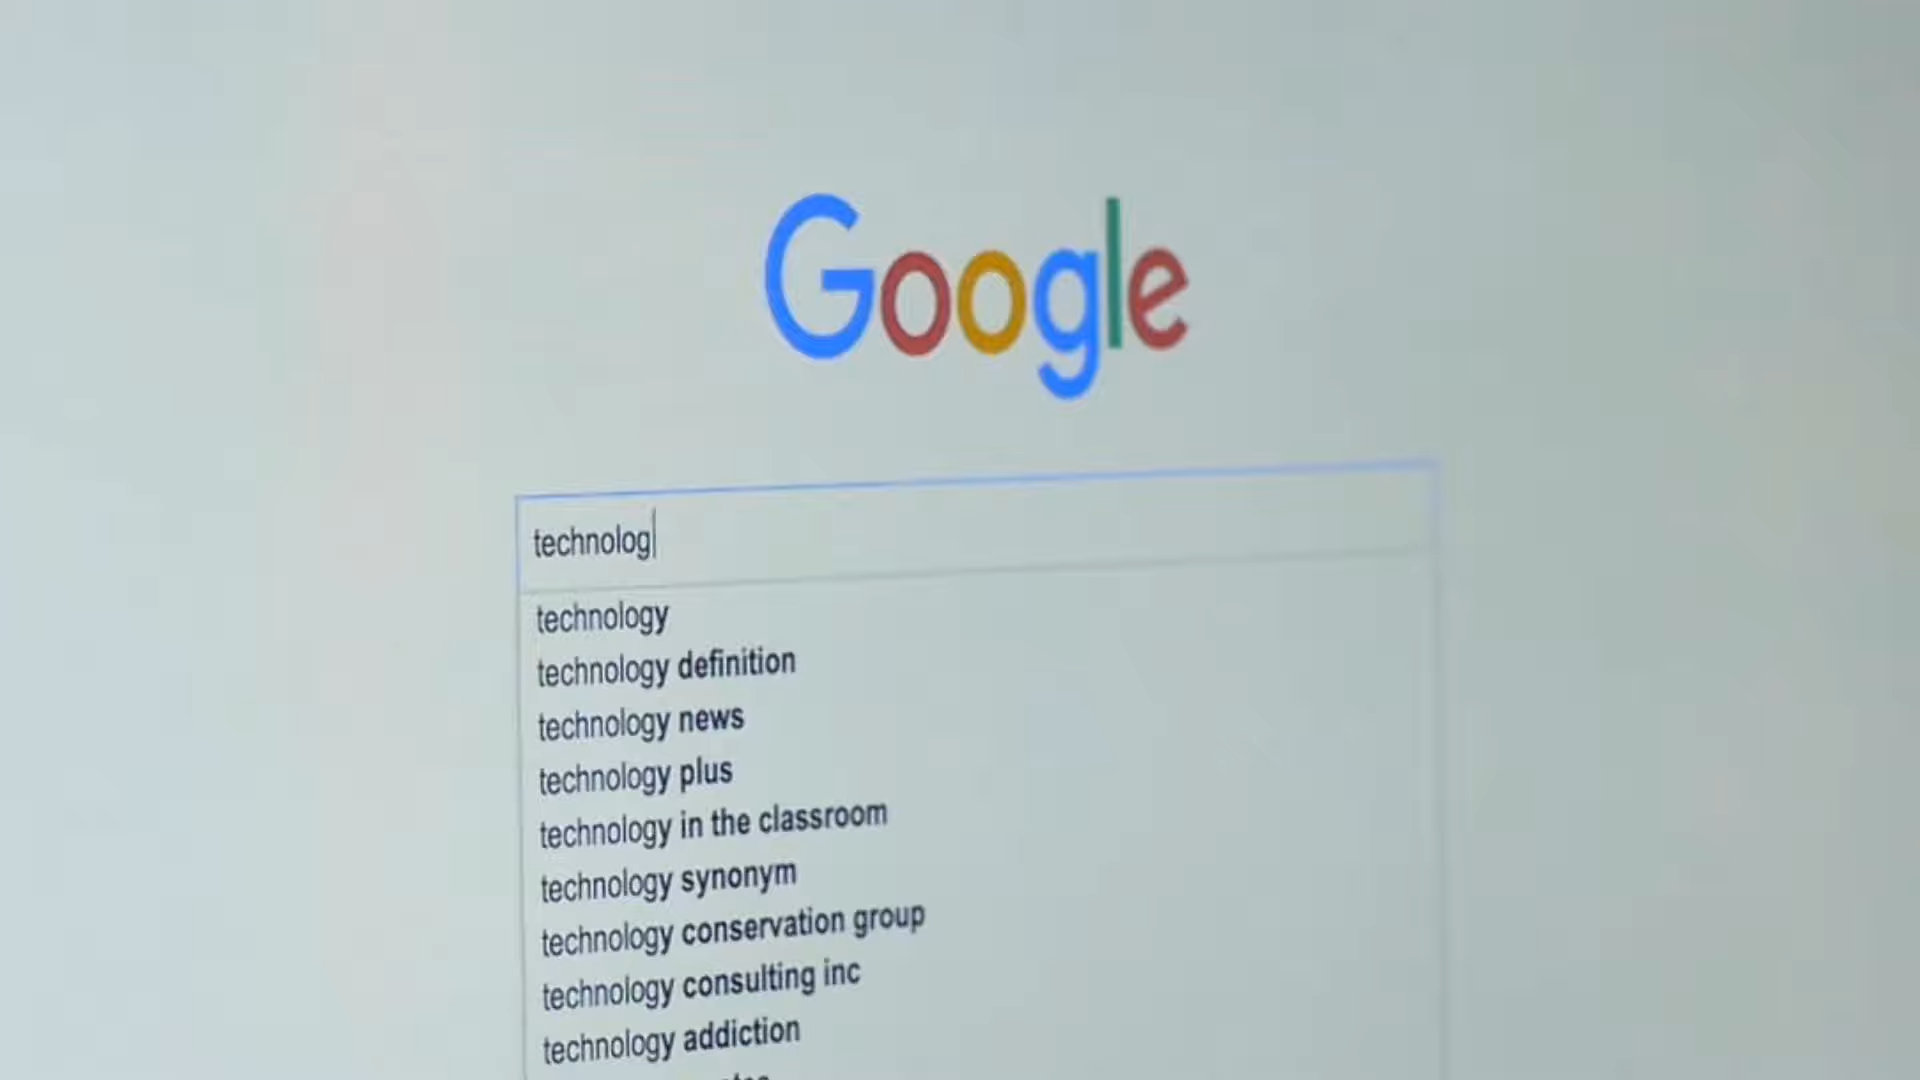 Google
technolog
technology
technology definition
technology news
technology plus
technology in the classroom
technology synonym
technology conservation group
technology consulting inc
technology addiction